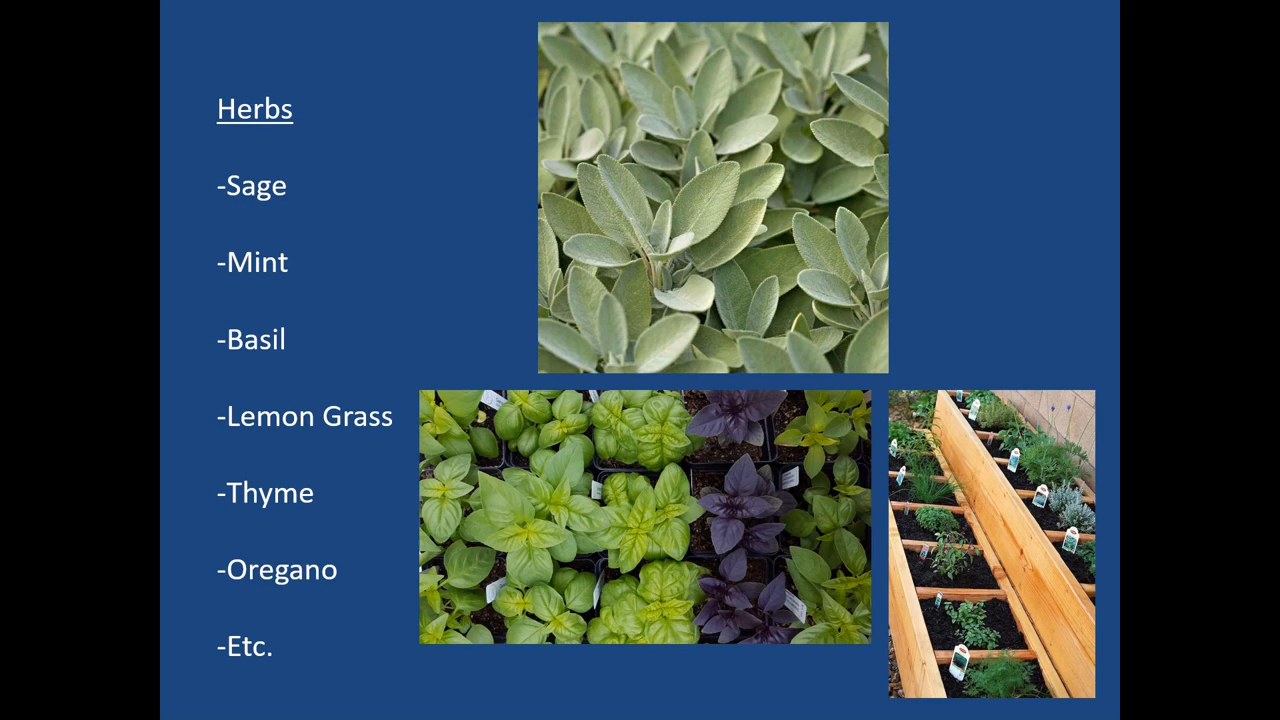 Herbs
-Sage
-Mint
-Basil
-Lemon Grass
-Thyme
-Oregano
-Etc.